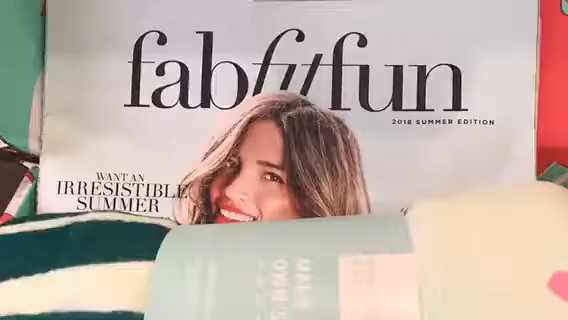 fabfitfun
2018 SUMMER EDITION
WANT AN
IRRESISTIBLE
SUMMER